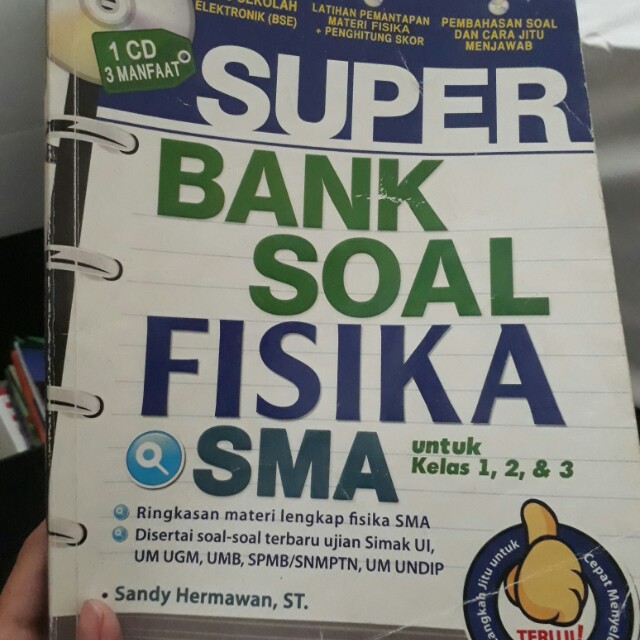 SEKOLAH
ELEKTRONIK (BSE)
LATIHAN PEMANTAPAN
MATERI FISIKA
+ PENGHITUNG SKOR
PEMBAHASAN SOAL
DAN CARA JITU
MENJAWAB
1 CD
3 MANFAAT
SUPER
BANK
SOAL
FISIKA
SMA
untuk
Kelas 1, 2, & 3
Ringkasan materi lengkap fisika SMA
Disertai soal-soal terbaru ujian Simak UI,
UM UGM, UMB, SPMB/SNMPTN, UM UNDIP
• Sandy Hermawan, ST.
Jitu untuk
Cepat
TERUJI